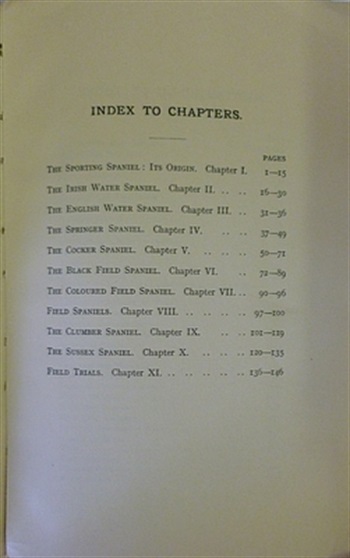 INDEX TO CHAPTERS.
PAGES
THE SPORTING SPANIEL: ITS ORIGIN. Chapter I. 1—15
THE IRISH WATER SPANIEL. Chapter II. .. .. 16—30
THE ENGLISH WATER SPANIEL. Chapter III. .. 31—36
THE SPRINGER SPANIEL. Chapter IV. .. .. 37—49
THE COCKER SPANIEL. Chapter V. .. .. .. 50—71
THE BLACK FIELD SPANIEL. Chapter VI. .. 72—89
THE COLOURED FIELD SPANIEL. Chapter VII. .. 90—96
FIELD SPANIELS. Chapter VIII. .. .. .. .. 97—100
THE CLUMBER SPANIEL. Chapter IX. .. .. 101—119
THE SUSSEX SPANIEL. Chapter X. .. .. .. 120—135
FIELD TRIALS. Chapter XI. .. .. .. .. .. 136—146